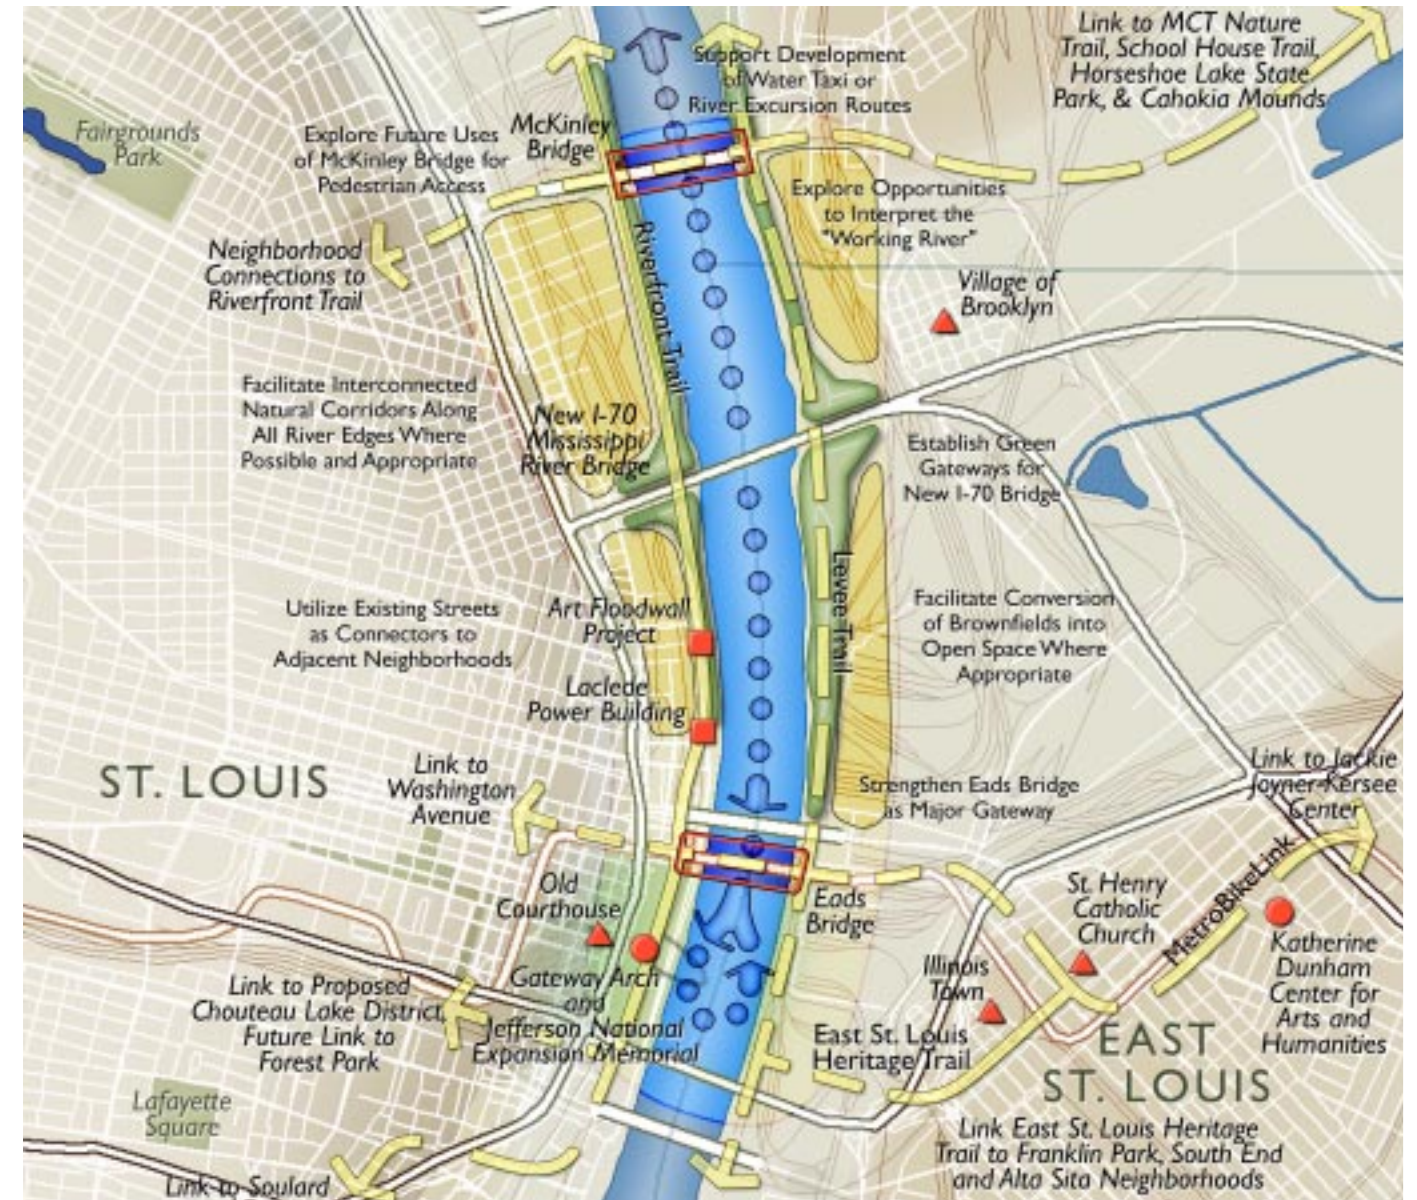 Link to MCT Nature
Trail, School House Trail,
Horseshoe Lake State
Park, & Cahokia Mounds
Support Development
of Water Taxi or
River Excursion Routes
Fairgrounds
Park
Explore Future Uses
of McKinley Bridge for
Pedestrian Access
McKinley
Bridge
Explore Opportunities
to Interpret the
"Working River"
Neighborhood
Connections to
Riverfront Trail
Riverfront Trail
Village of
Brooklyn
Facilitate Interconnected
Natural Corridors Along
All River Edges Where
Possible and Appropriate
New I-70
Mississippi
River Bridge
Establish Green
Gateways for
New I-70 Bridge
Levee Trail
Utilize Existing Streets
as Connectors to
Adjacent Neighborhoods
Art Floodwall
Project
Facilitate Conversion
of Brownfields into
Open Space Where
Appropriate
Laclede
Power Building
ST. LOUIS
Link to
Washington
Avenue
Strengthen Eads Bridge
as Major Gateway
Link to Jackie
Joyner-Kersee
Center
Old
Courthouse
Eads
Bridge
St. Henry
Catholic
Church
MetroBikeLink
Katherine
Dunham
Center for
Arts and
Humanities
Illinois
Town
Gateway Arch
and
Jefferson National
Expansion Memorial
Link to Proposed
Chouteau Lake District,
Future Link to
Forest Park
East St. Louis
Heritage Trail
EAST
ST. LOUIS
Lafayette
Square
Link East St. Louis Heritage
Trail to Franklin Park, South End
and Alta Sita Neighborhoods
Link to Soulard